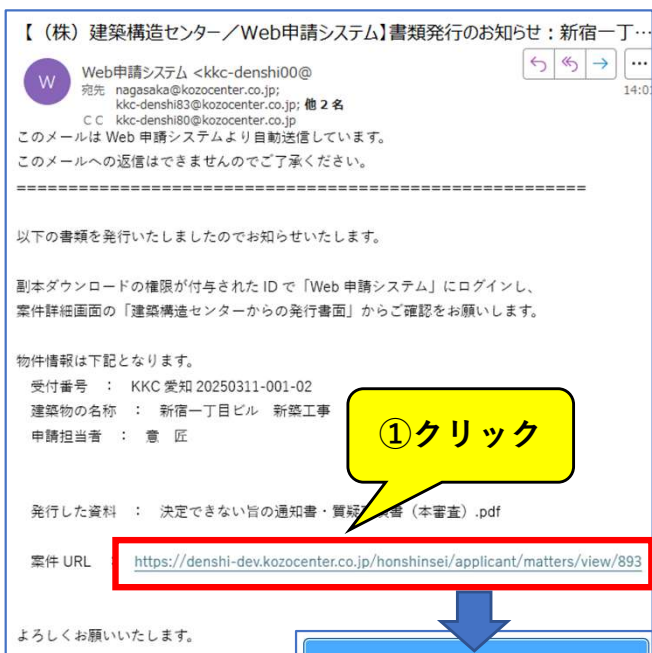 【（株）建築構造センター／Web申請システム】書類発行のお知らせ：新宿一丁…
W
Web申請システム <kkc-denshi00@
宛先 nagasaka@kozocenter.co.jp;
kkc-denshi83@kozocenter.co.jp; 他 2 名
ＣＣ kkc-denshi80@kozocenter.co.jp
このメールは Web 申請システムより自動送信しています。
このメールへの返信はできませんのでご了承ください。
=======================================================
以下の書類を発行いたしましたのでお知らせいたします。
副本ダウンロードの権限が付与された ID で「Web 申請システム」にログインし、
案件詳細画面の「建築構造センターからの発行書面」からご確認をお願いします。
物件情報は下記となります。
受付番号 ： KKC 愛知 20250311-001-02
建築物の名称 ： 新宿一丁目ビル 新築工事
申請担当者 ： 意 匠
①クリック
発行した資料 ： 決定できない旨の通知書・質疑 書（本審査）.pdf
案件 URL ： https://denshi-dev.kozocenter.co.jp/honshinsei/applicant/matters/view/893
よろしくお願いいたします。